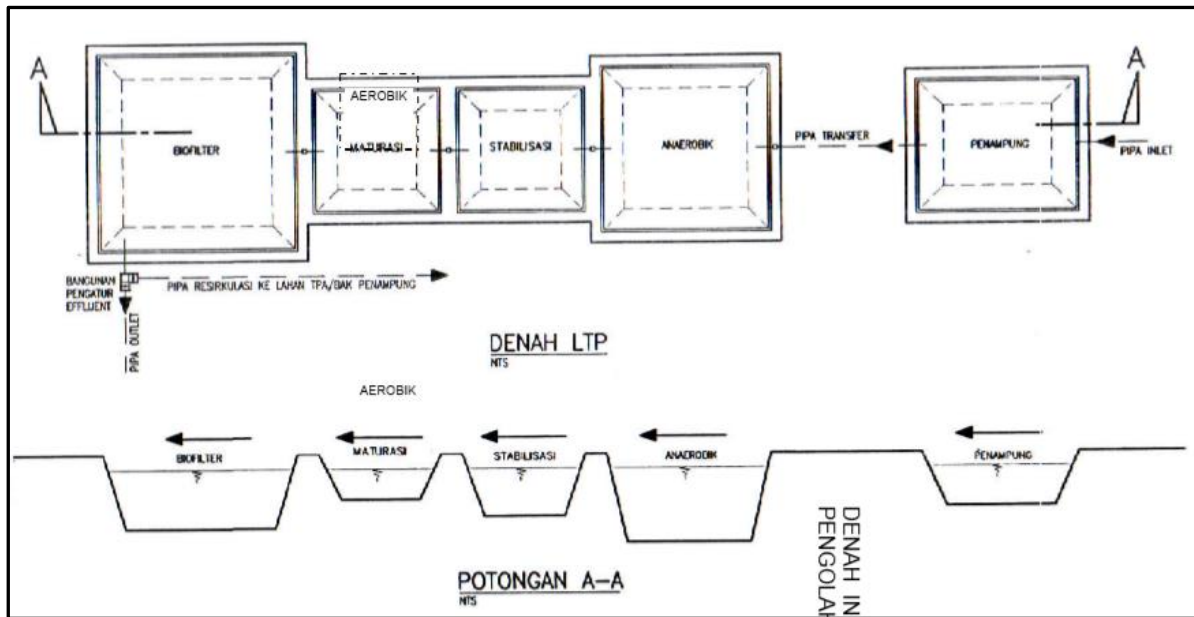 A
A
AEROBIK
BIOFILTER
MATURASI
STABILISASI
ANAEROBIK
PIPA TRANSFER
PENAMPUNG
PIPA INLET
BANGUNAN
PENGATUR
EFFLUENT
PIPA RESIRKULASI KE LAHAN TPA/BAK PENAMPUNG
PIPA OUTLET
DENAH LTP
NTS
AEROBIK
BIOFILTER
MATURASI
STABILISASI
ANAEROBIK
PENAMPUNG
DENAH IN
PENGOLAH
POTONGAN A-A
NTS